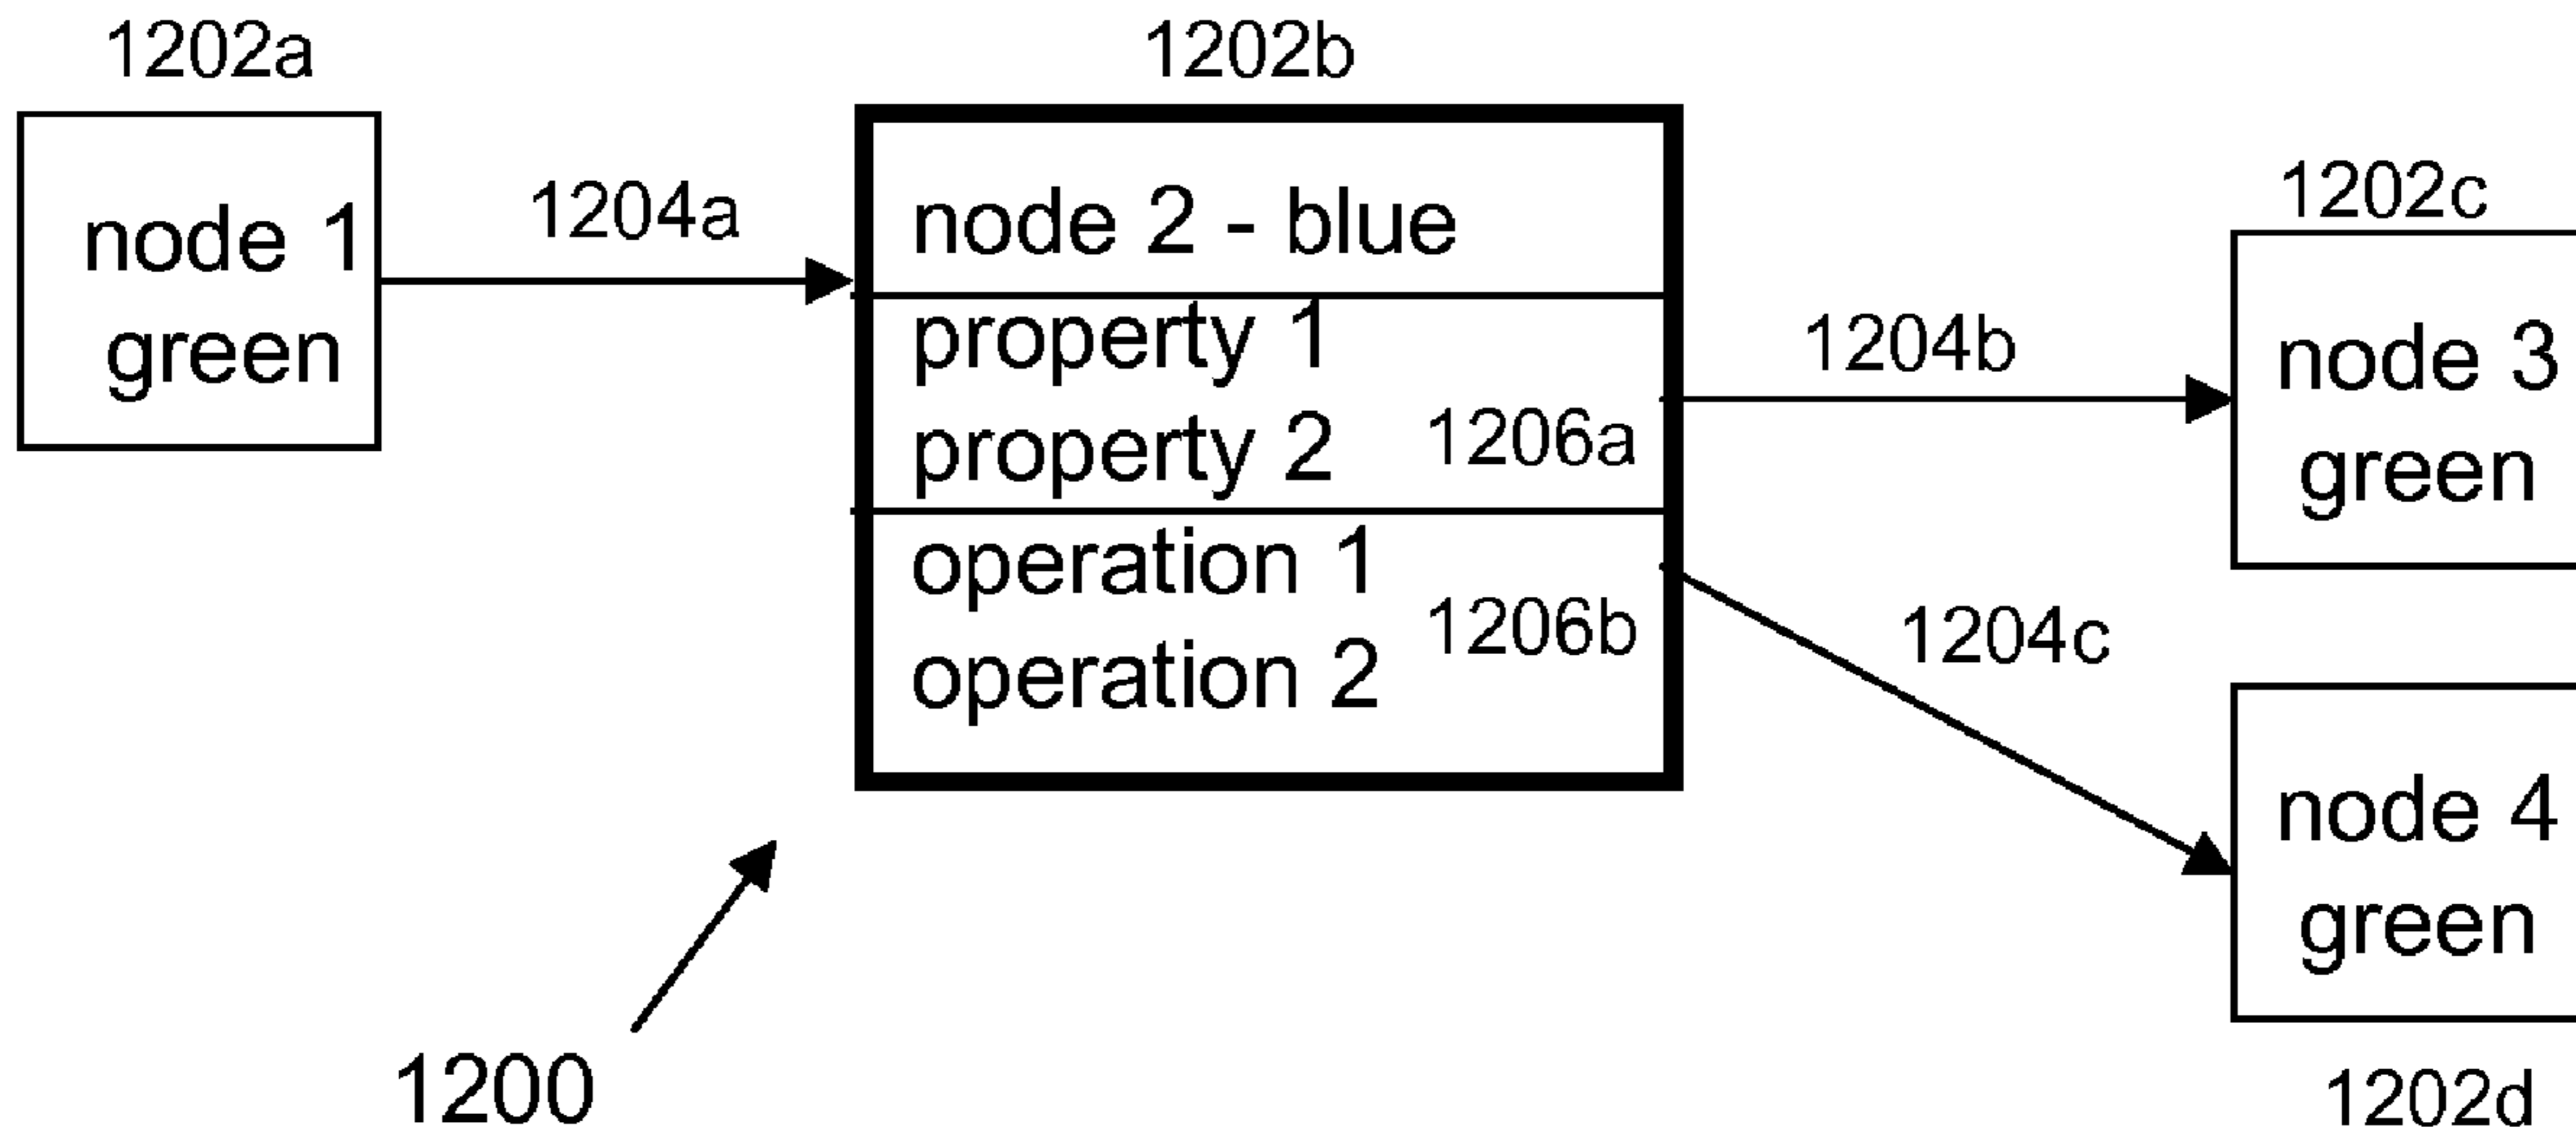 1202a
node 1
green
1204a
1202b
node 2 - blue
property 1
property 2
1206a
operation 1
1206b
operation 2
1204b
1202c
node 3
green
1204c
node 4
green
1202d
1200